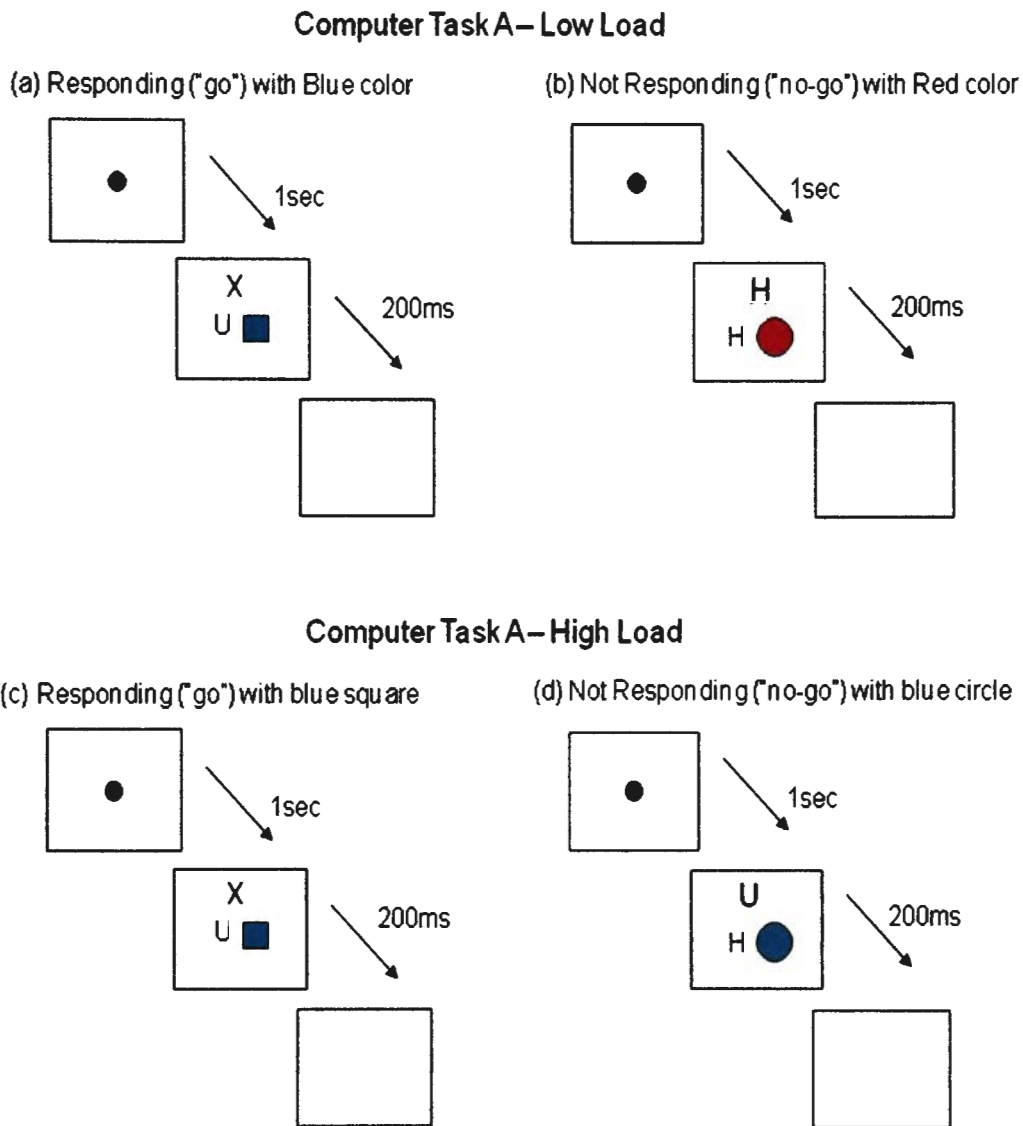 Computer Task A – Low Load
(a) Responding ("go") with Blue color
(b) Not Responding ("no-go") with Red color
1sec
1sec
X
U
200ms
H
H
200ms
Computer Task A – High Load
(c) Responding ("go") with blue square
(d) Not Responding ("no-go") with blue circle
1sec
1sec
X
U
200ms
U
H
200ms